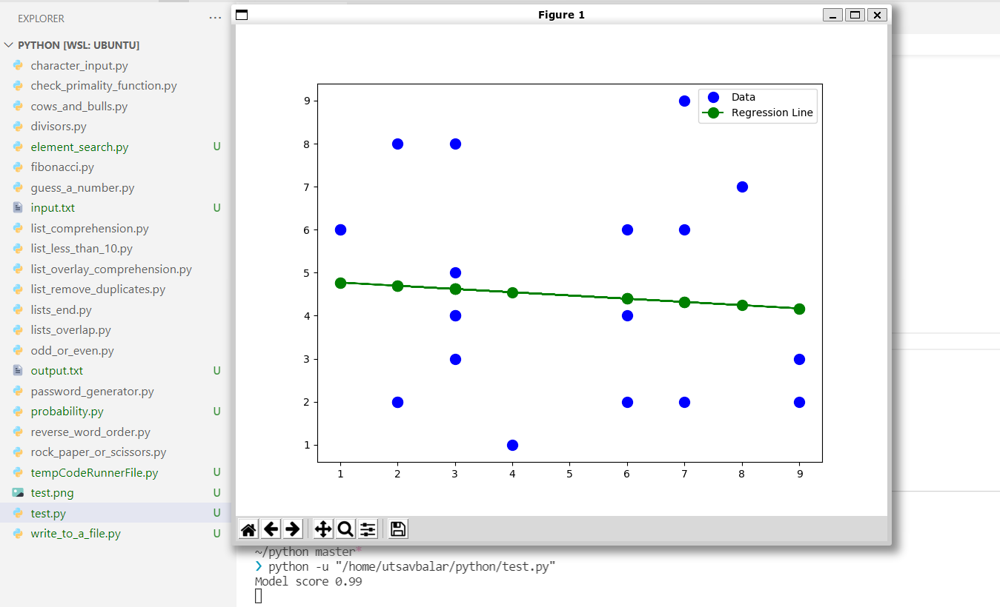 EXPLORER
PYTHON [WSL: UBUNTU]
character_input.py
check_primality_function.py
cows_and_bulls.py
divisors.py
element_search.py U
fibonacci.py
guess_a_number.py
input.txt U
list_comprehension.py
list_less_than_10.py
list_overlay_comprehension.py
list_remove_duplicates.py
lists_end.py
lists_overlap.py
odd_or_even.py
output.txt U
password_generator.py
probability.py U
reverse_word_order.py
rock_paper_or_scissors.py
tempCodeRunnerFile.py U
test.png U
test.py U
write_to_a_file.py U
Figure 1
Data
Regression Line
9
8
7
6
5
4
3
2
1
1 2 3 4 5 6 7 8 9
~/python master*
❯ python -u "/home/utsavbalar/python/test.py"
Model score 0.99